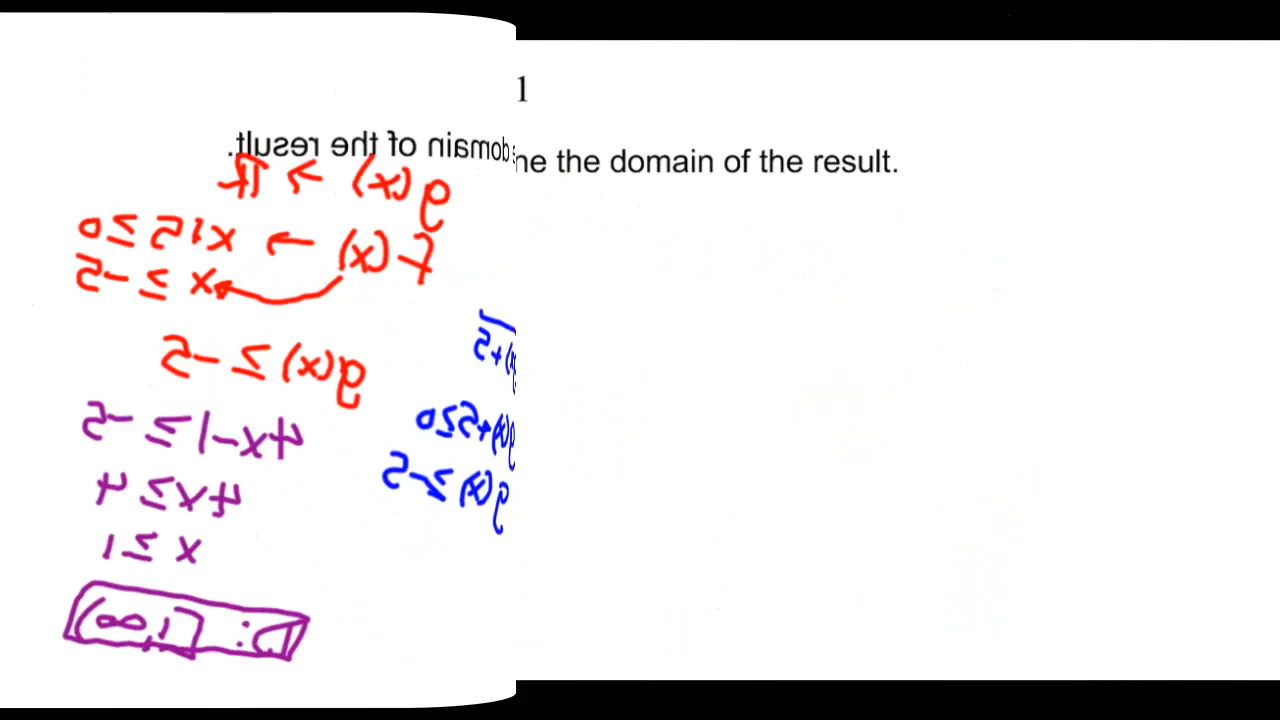 1
ne the domain of the result.
domain of the result.
g(x) →
f(x) → x+5≥0
x ≥ -5
g(x) ≥ -5
4x-1 ≥ -5
4x ≥ 4
x ≥ 1
D: [1,∞)
)+5
g(x)+5≥0
g(x) ≥-5